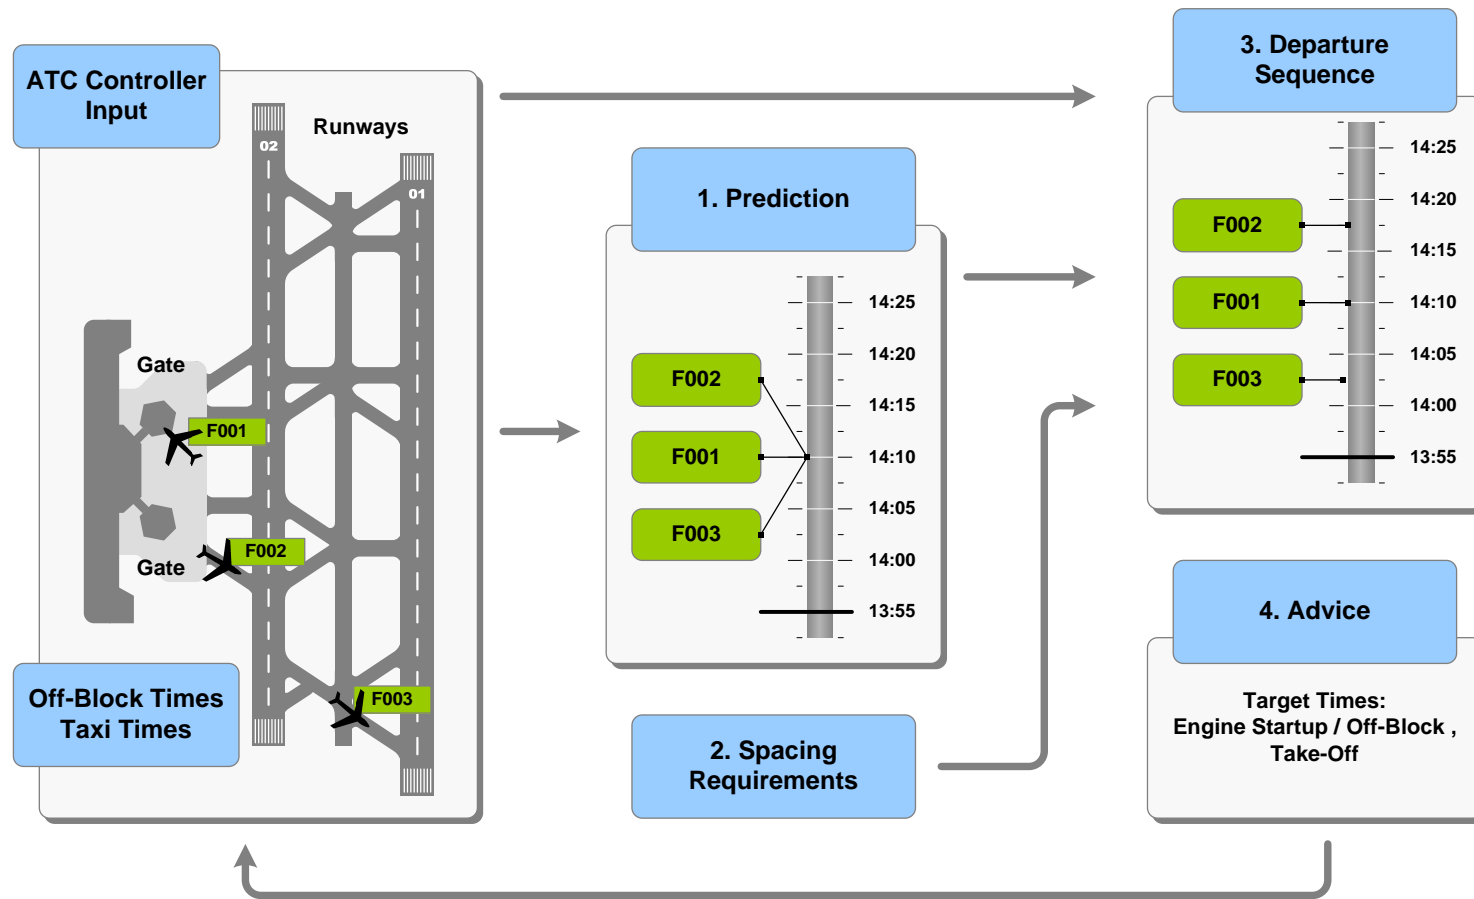 ATC Controller
Input
Runways
02
01
Gate
F001
F002
Gate
F003
Off-Block Times
Taxi Times
1. Prediction
14:25
14:20
F002
14:15
F001
14:10
14:05
F003
14:00
13:55
2. Spacing
Requirements
3. Departure
Sequence
14:25
14:20
F002
14:15
F001
14:10
14:05
F003
14:00
13:55
4. Advice
Target Times:
Engine Startup / Off-Block ,
Take-Off